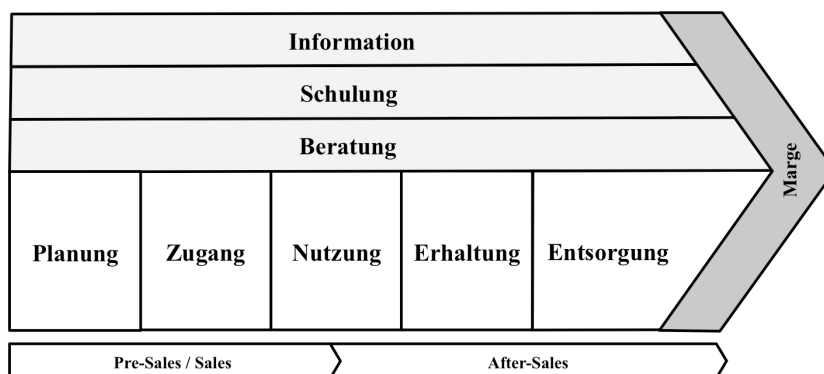 Information
Schulung
Beratung
Marge
Planung Zugang Nutzung Erhaltung Entsorgung
Pre-Sales / Sales After-Sales